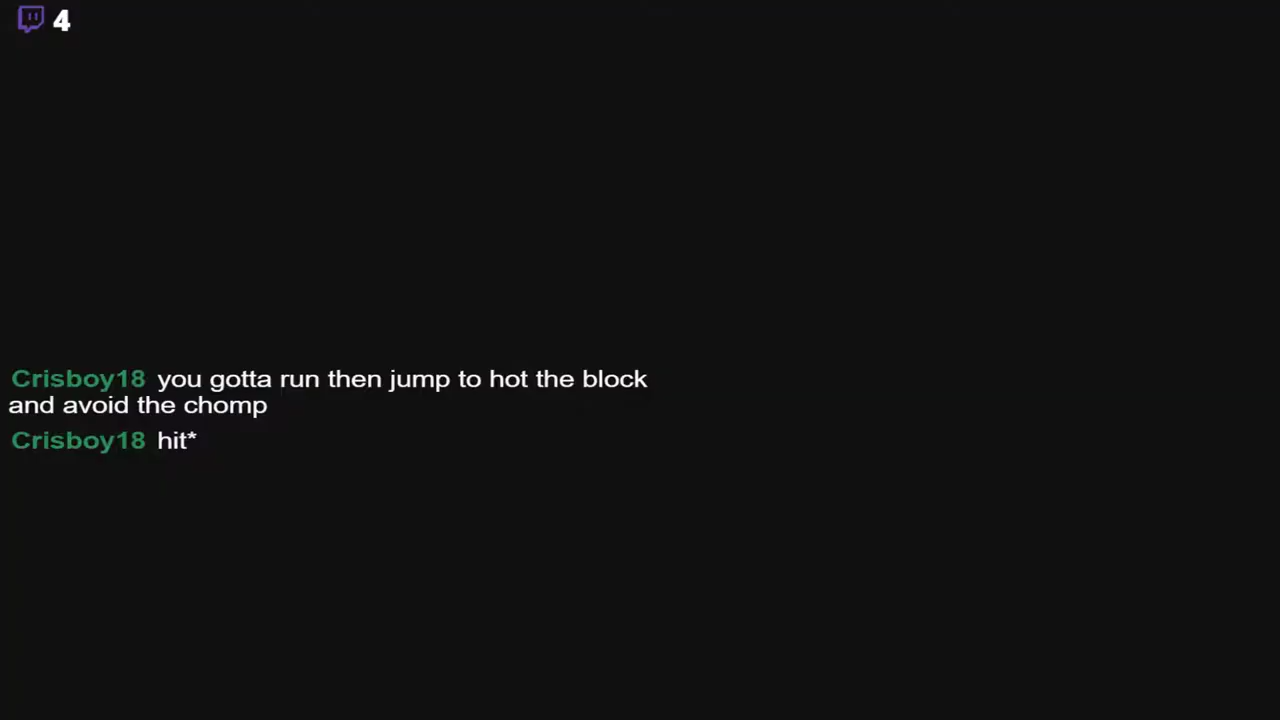 4
Crisboy18 you gotta run then jump to hot the block
and avoid the chomp
Crisboy18 hit*